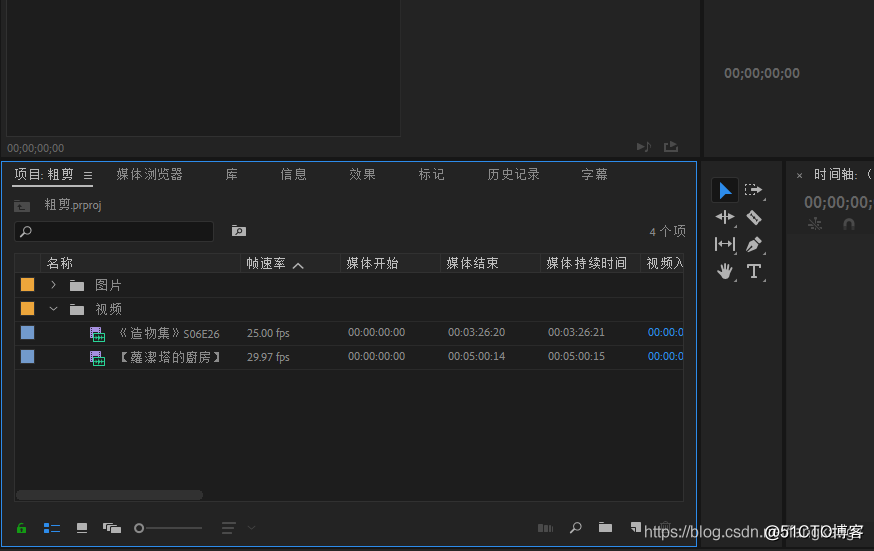 00;00;00;00
00;00;00;00
项目: 粗剪 ≡ 媒体浏览器 库 信息 效果 标记 历史记录 字幕
× 时间轴: (
粗剪.prproj
00;00;00;
4 个项
名称 帧速率 媒体开始 媒体结束 媒体持续时间 视频入
图片
视频
《造物集》S06E26 25.00 fps 00:00:00:00 00:03:26:20 00:03:26:21 00:00:0
【蘿潔塔的廚房】 29.97 fps 00:00:00:00 00:05:00:14 00:05:00:15 00:00:0
T
https://blog.csdn.n
@51CTO博客